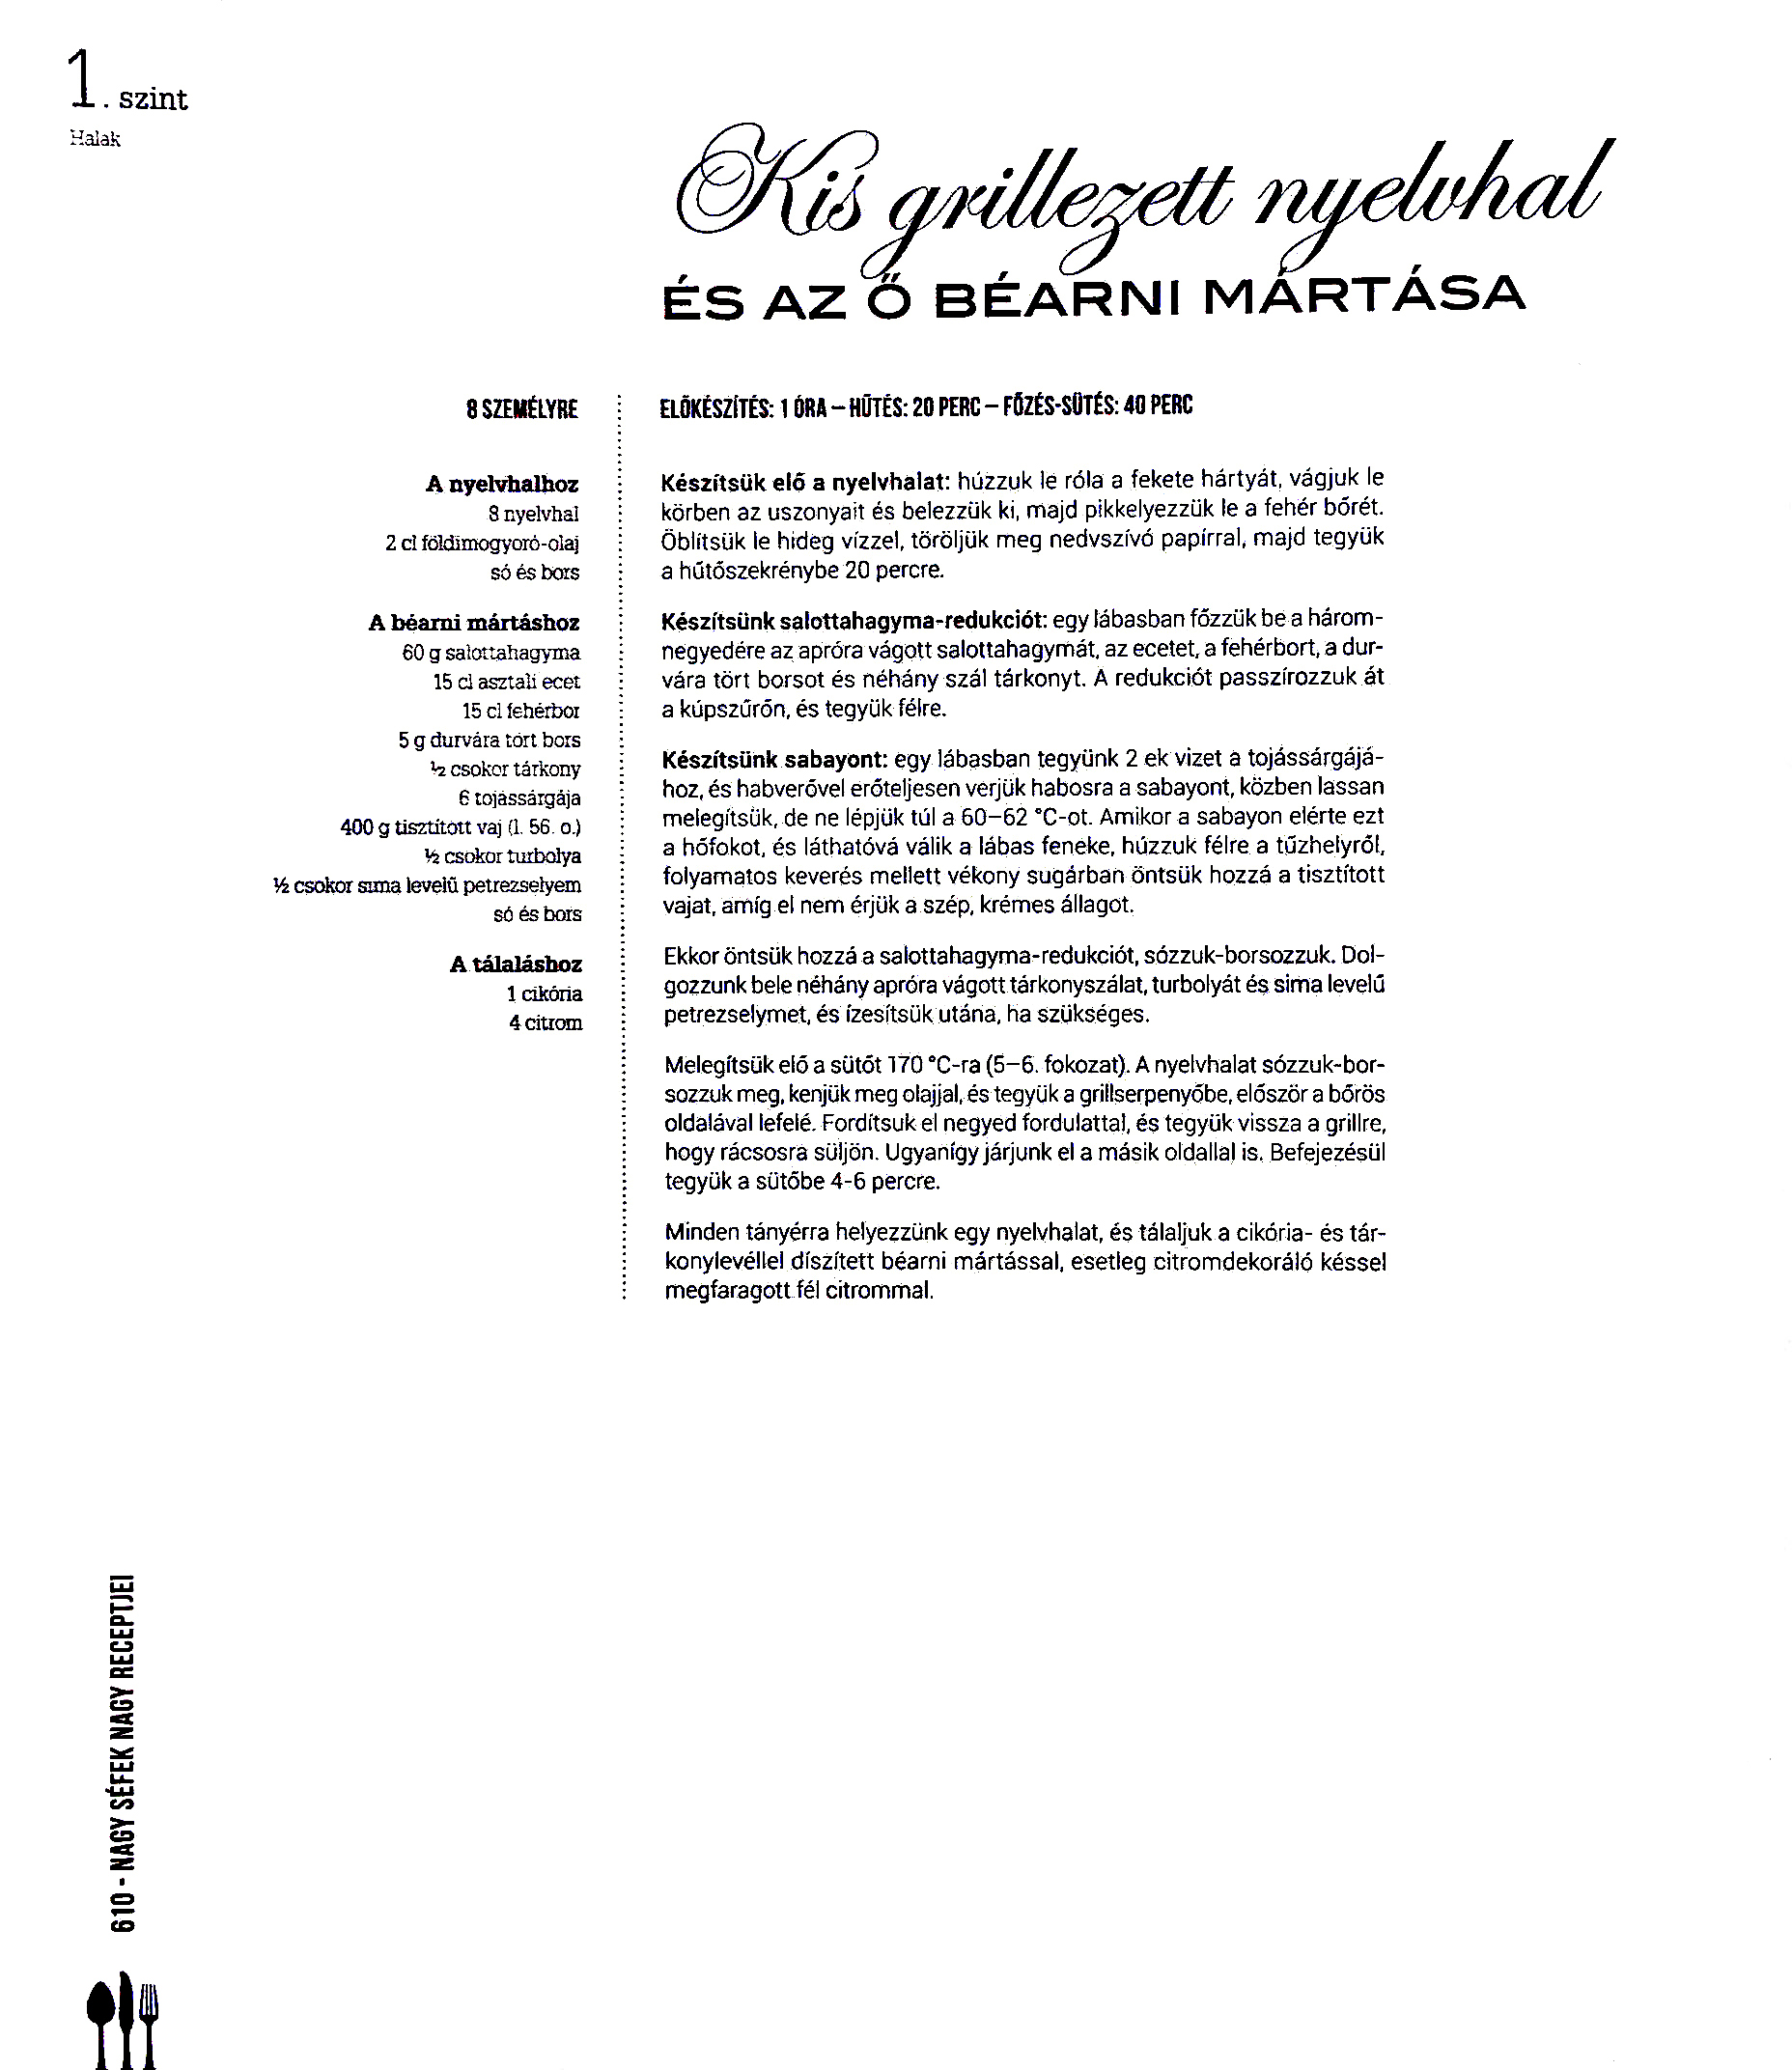 1. szint
Halak
Kis grillezett nyelvhal
ÉS AZ Ő BÉARNI MÁRTÁSA
8 SZEMÉLYRE
A nyelvhalhoz
8 nyelvhal
2 cl földimogyoró-olaj
só és bors
A béarni mártáshoz
60 g salottahagyma
15 cl asztali ecet
15 cl fehérbor
5 g durvára tört bors
½ csokor tárkony
6 tojássárgája
400 g tisztított vaj (l. 56. o.)
½ csokor turbolya
½ csokor sima levelű petrezselyem
só és bors
A tálaláshoz
1 cikória
4 citrom
ELŐKÉSZÍTÉS: 1 ÓRA – HŰTÉS: 20 PERC – FŐZÉS-SÜTÉS: 40 PERC
Készítsük elő a nyelvhalat: húzzuk le róla a fekete hártyát, vágjuk le
körben az uszonyait és belezzük ki, majd pikkelyezzük le a fehér bőrét.
Öblítsük le hideg vízzel, töröljük meg nedvszívó papírral, majd tegyük
a hűtőszekrénybe 20 percre.
Készítsünk salottahagyma-redukciót: egy lábasban főzzük be a három-
negyedére az apróra vágott salottahagymát, az ecetet, a fehérbort, a dur-
vára tört borsot és néhány szál tárkonyt. A redukciót passzírozzuk át
a kúpszűrőn, és tegyük félre.
Készítsünk sabayont: egy lábasban tegyünk 2 ek vizet a tojássárgájá-
hoz, és habverővel erőteljesen verjük habosra a sabayont, közben lassan
melegítsük, de ne lépjük túl a 60–62 °C-ot. Amikor a sabayon elérte ezt
a hőfokot, és láthatóvá válik a lábas feneke, húzzuk félre a tűzhelyről,
folyamatos keverés mellett vékony sugárban öntsük hozzá a tisztított
vajat, amíg el nem érjük a szép, krémes állagot.
Ekkor öntsük hozzá a salottahagyma-redukciót, sózzuk-borsozzuk. Dol-
gozzunk bele néhány apróra vágott tárkonyszálat, turbolyát és sima levelű
petrezselymet, és ízesítsük utána, ha szükséges.
Melegítsük elő a sütőt 170 °C-ra (5–6. fokozat). A nyelvhalat sózzuk-bor-
sozzuk meg, kenjük meg olajjal, és tegyük a grillserpenyőbe, először a bőrös
oldalával lefelé. Fordítsuk el negyed fordulattal, és tegyük vissza a grillre,
hogy rácsosra süljön. Ugyanígy járjunk el a másik oldallal is. Befejezésül
tegyük a sütőbe 4-6 percre.
Minden tányérra helyezzünk egy nyelvhalat, és tálaljuk a cikória- és tár-
konylevéllel díszített béarni mártással, esetleg citromdekoráló késsel
megfaragott fél citrommal.
610 - NAGY SÉFEK NAGY RECEPTJEI